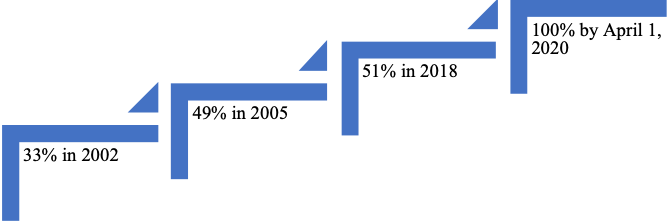 33% in 2002
49% in 2005
51% in 2018
100% by April 1,
2020